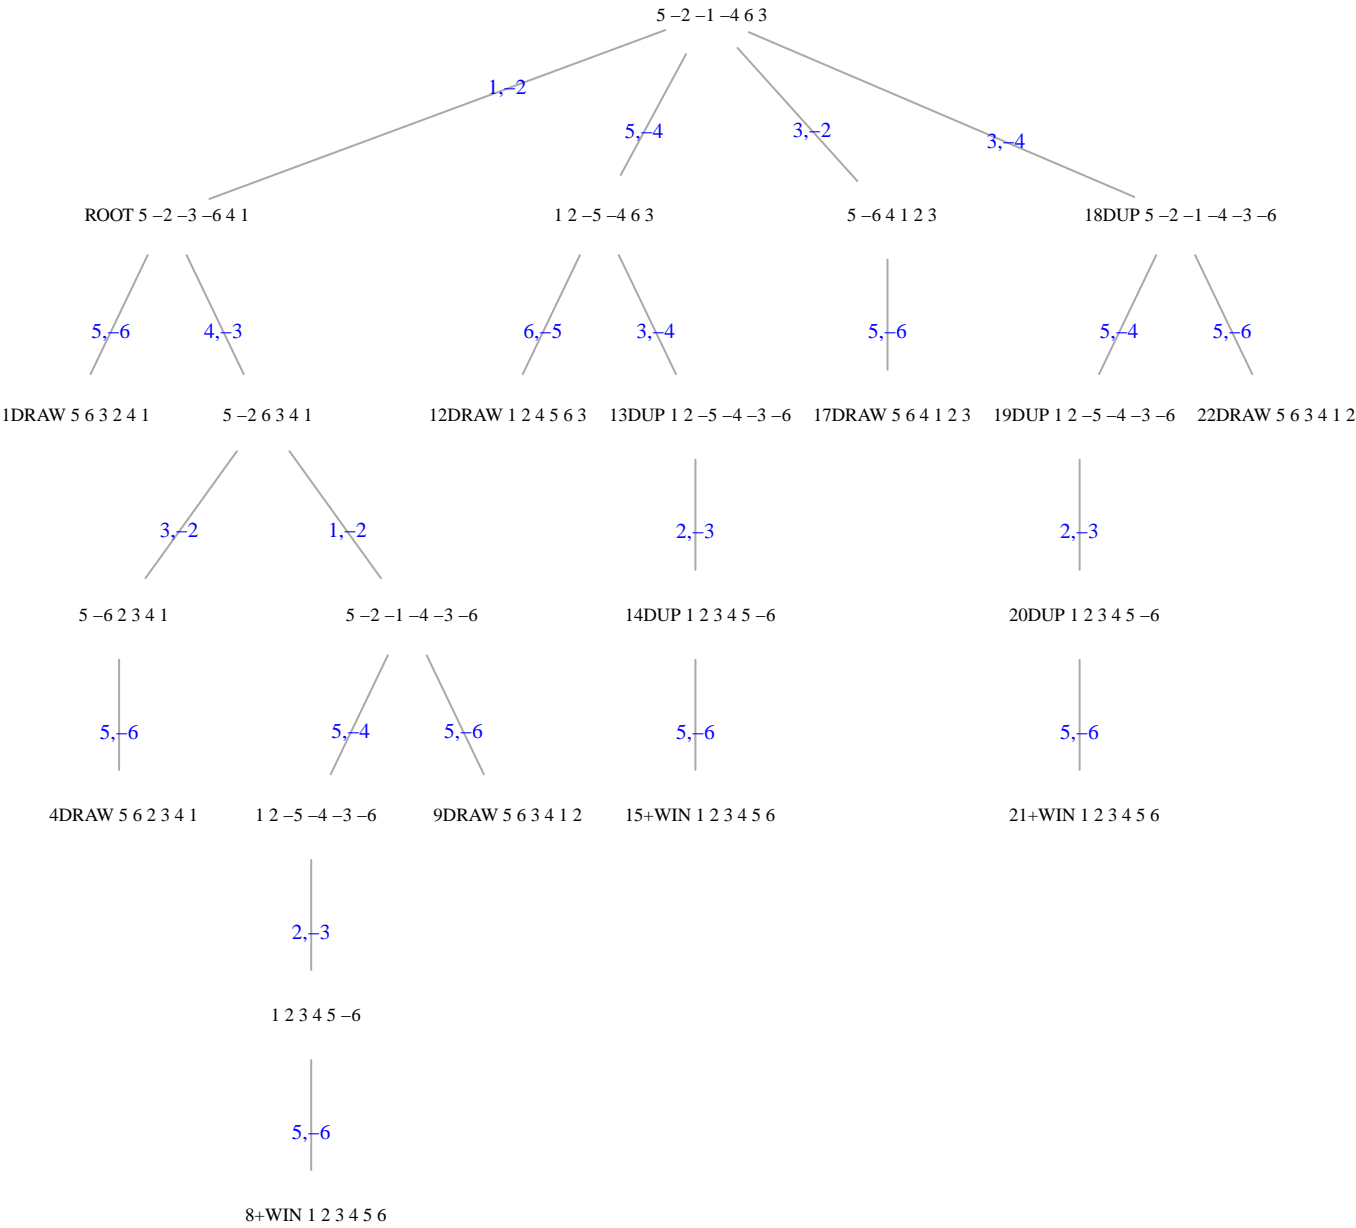 5 –2 –1 –4 6 3
1,–2
5,–4
3,–2
3,–4
ROOT 5 –2 –3 –6 4 1
1 2 –5 –4 6 3
5 –6 4 1 2 3
18DUP 5 –2 –1 –4 –3 –6
5,–6
4,–3
6,–5
3,–4
5,–6
5,–4
5,–6
1DRAW 5 6 3 2 4 1
5 –2 6 3 4 1
12DRAW 1 2 4 5 6 3
13DUP 1 2 –5 –4 –3 –6
17DRAW 5 6 4 1 2 3
19DUP 1 2 –5 –4 –3 –6
22DRAW 5 6 3 4 1 2
3,–2
1,–2
2,–3
2,–3
5 –6 2 3 4 1
5 –2 –1 –4 –3 –6
14DUP 1 2 3 4 5 –6
20DUP 1 2 3 4 5 –6
5,–6
5,–4
5,–6
5,–6
5,–6
4DRAW 5 6 2 3 4 1
1 2 –5 –4 –3 –6
9DRAW 5 6 3 4 1 2
15+WIN 1 2 3 4 5 6
21+WIN 1 2 3 4 5 6
2,–3
1 2 3 4 5 –6
5,–6
8+WIN 1 2 3 4 5 6